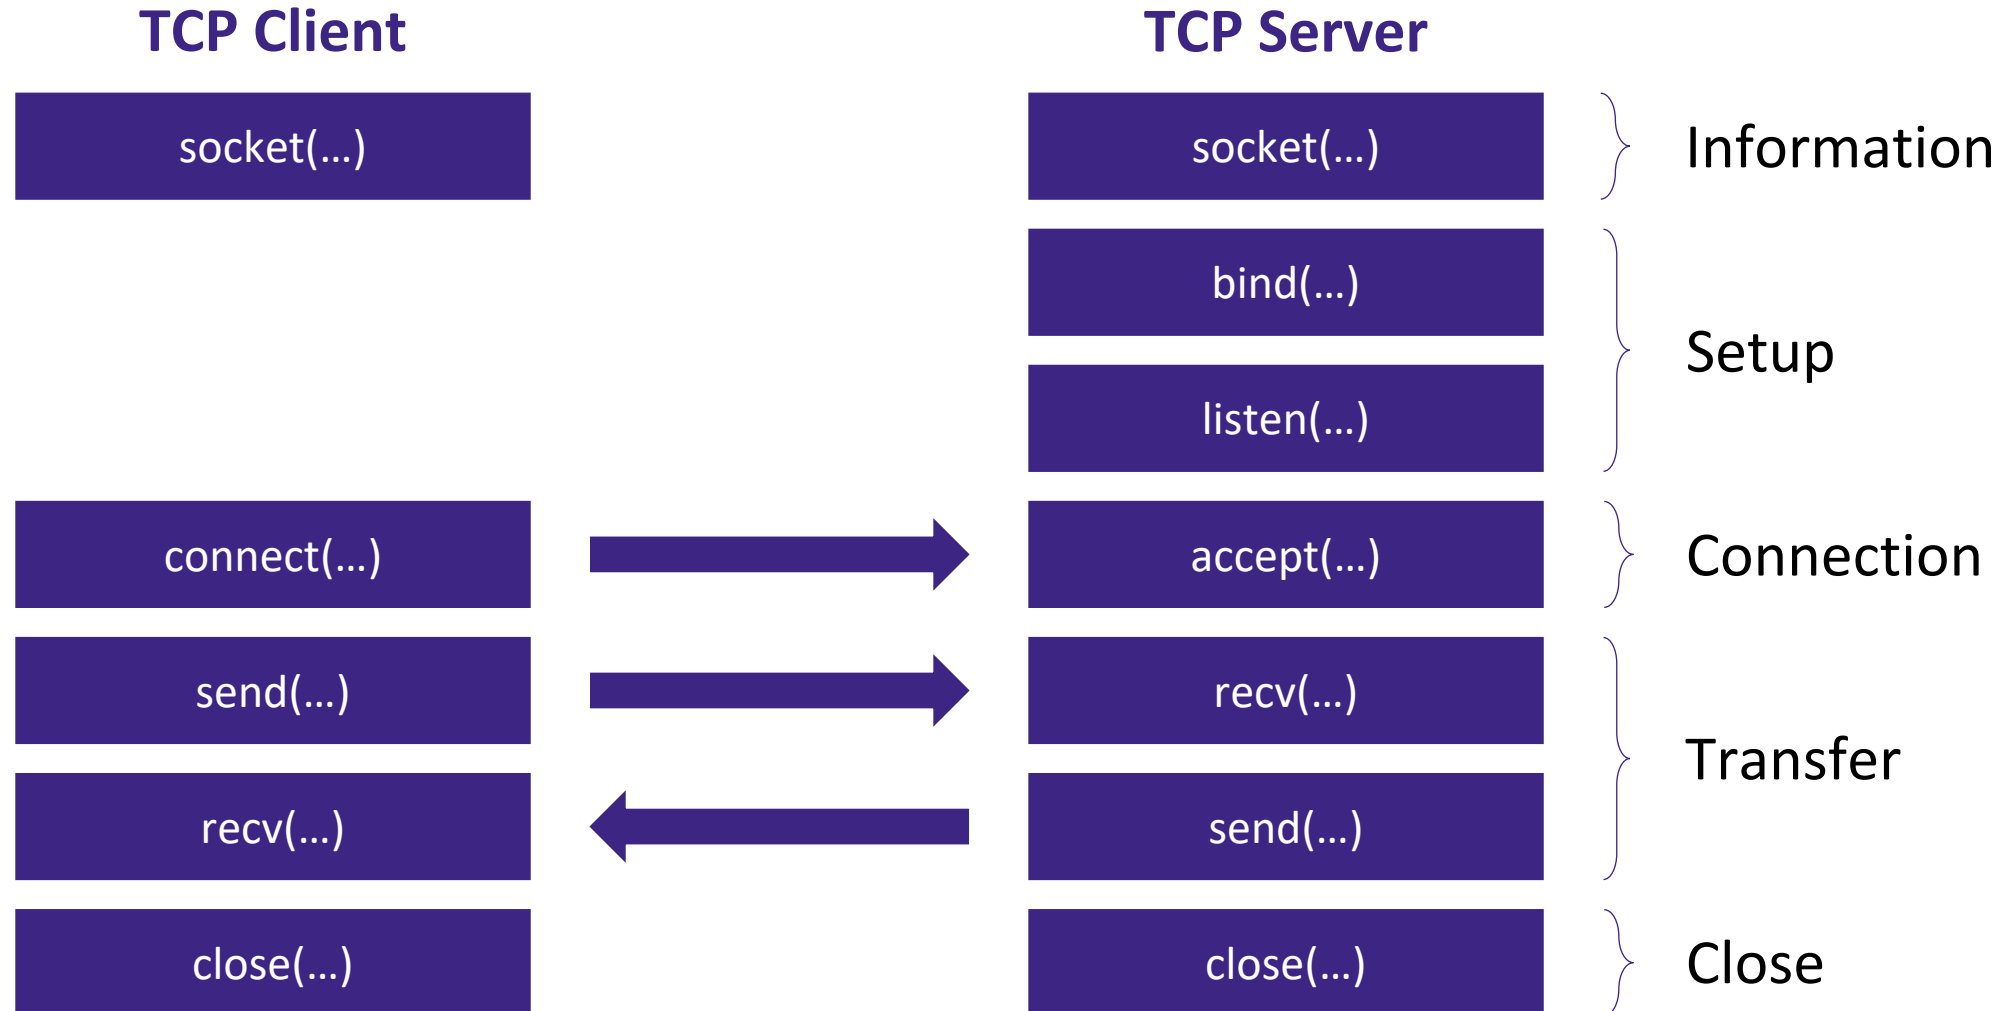 TCP Client
TCP Server
socket(…)
socket(…)
Information
bind(…)
Setup
listen(…)
connect(…)
accept(…)
Connection
send(…)
recv(…)
Transfer
recv(…)
send(…)
close(…)
close(…)
Close